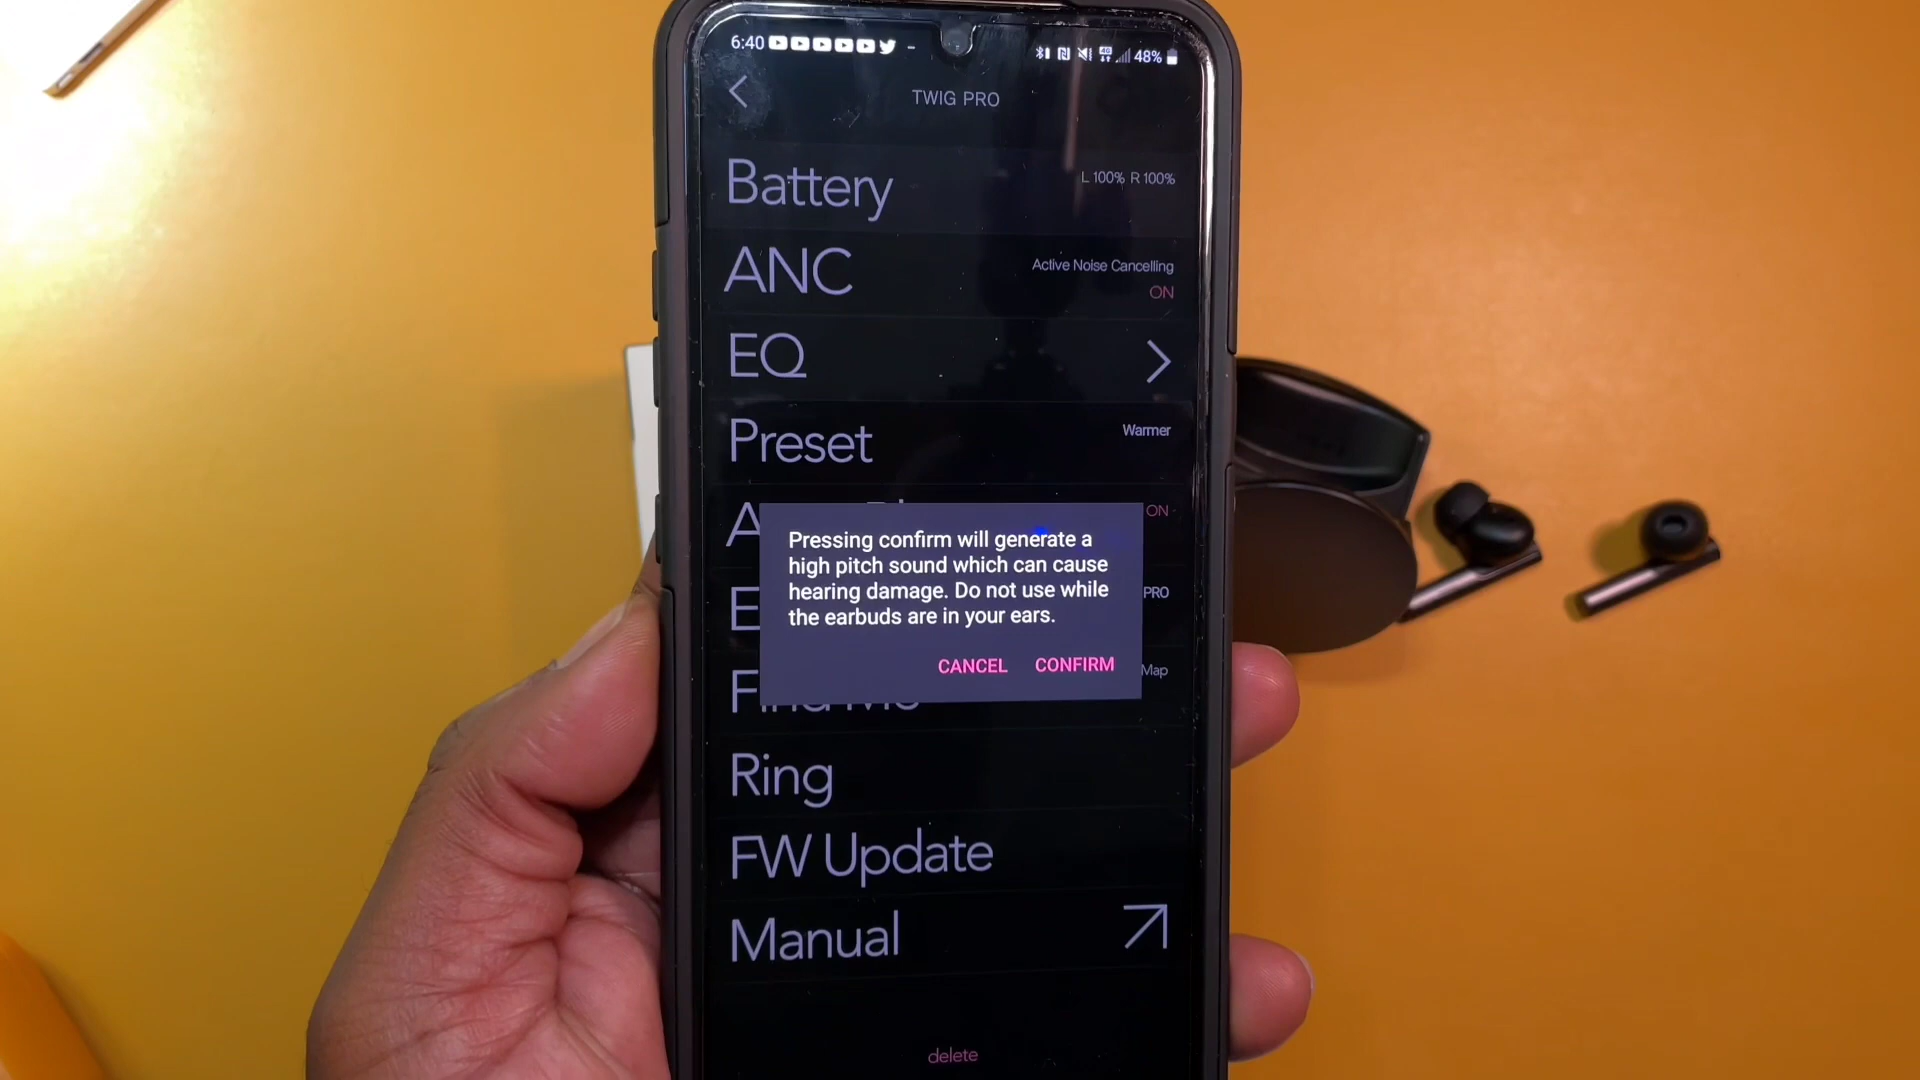 6:40
48%
TWIG PRO
Battery
L 100% R 100%
ANC
Active Noise Cancelling
ON
EQ
Preset
Warmer
ON
Pressing confirm will generate a
high pitch sound which can cause
hearing damage. Do not use while
the earbuds are in your ears.
CANCEL CONFIRM
PRO
Map
Ring
FW Update
Manual
delete